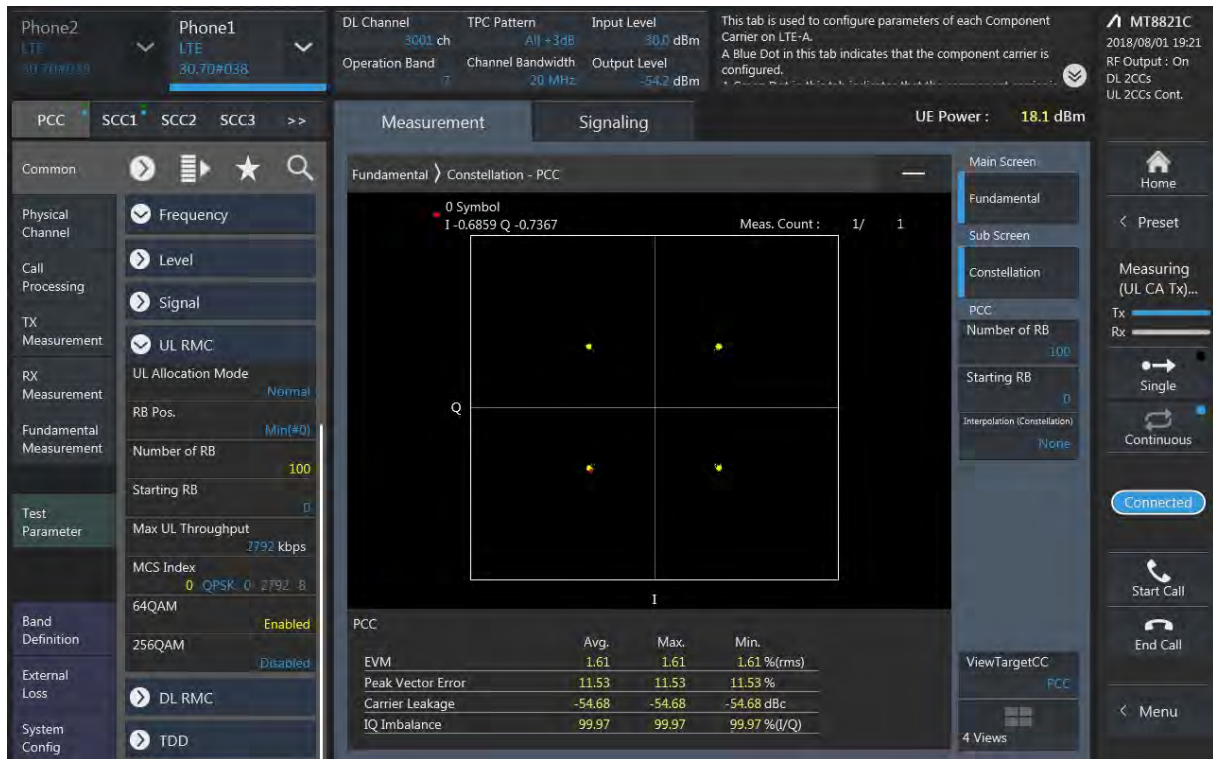 Phone2
LTE
30.70#039
Phone1
LTE
30.70#038
DL Channel
3001 ch
TPC Pattern
All +3dB
Input Level
30.0 dBm
Operation Band
7
Channel Bandwidth
20 MHz
Output Level
-54.2 dBm
This tab is used to configure parameters of each Component
Carrier on LTE-A.
A Blue Dot in this tab indicates that the component carrier is
configured.
MT8821C
2018/08/01 19:21
RF Output : On
DL 2CCs
UL 2CCs Cont.
PCC SCC1 SCC2 SCC3 >>
Measurement
Signaling
UE Power : 18.1 dBm
Common
Physical
Channel
Call
Processing
TX
Measurement
RX
Measurement
Fundamental
Measurement
Test
Parameter
Band
Definition
External
Loss
System
Config
Frequency
Level
Signal
UL RMC
UL Allocation Mode
Normal
RB Pos.
Min(#0)
Number of RB
100
Starting RB
0
Max UL Throughput
2792 kbps
MCS Index
0 QPSK 0 2792 B
64QAM
Enabled
256QAM
Disabled
DL RMC
TDD
Fundamental ⟩ Constellation - PCC
0 Symbol
I -0.6859 Q -0.7367
Meas. Count : 1/ 1
Q
I
PCC
Avg. Max. Min.
EVM 1.61 1.61 1.61 %(rms)
Peak Vector Error 11.53 11.53 11.53 %
Carrier Leakage -54.68 -54.68 -54.68 dBc
IQ Imbalance 99.97 99.97 99.97 %(I/Q)
Main Screen
Fundamental
Sub Screen
Constellation
PCC
Number of RB
100
Starting RB
0
Interpolation (Constellation)
None
ViewTargetCC
PCC
4 Views
Home
< Preset
Measuring
(UL CA Tx)...
Tx
Rx
Single
Continuous
Connected
Start Call
End Call
< Menu